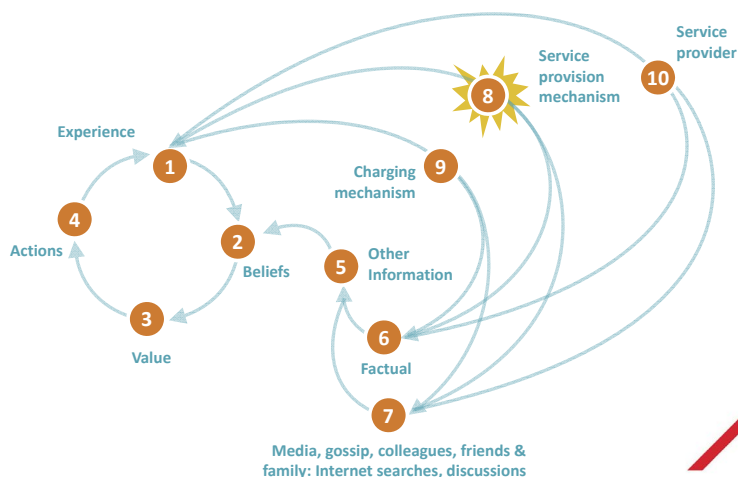 Service
provider
10
Service
provision
mechanism
8
Experience
1
Charging
mechanism
9
4
Actions
2
Beliefs
Other
Information
5
3
Value
6
Factual
7
Media, gossip, colleagues, friends &
family: Internet searches, discussions